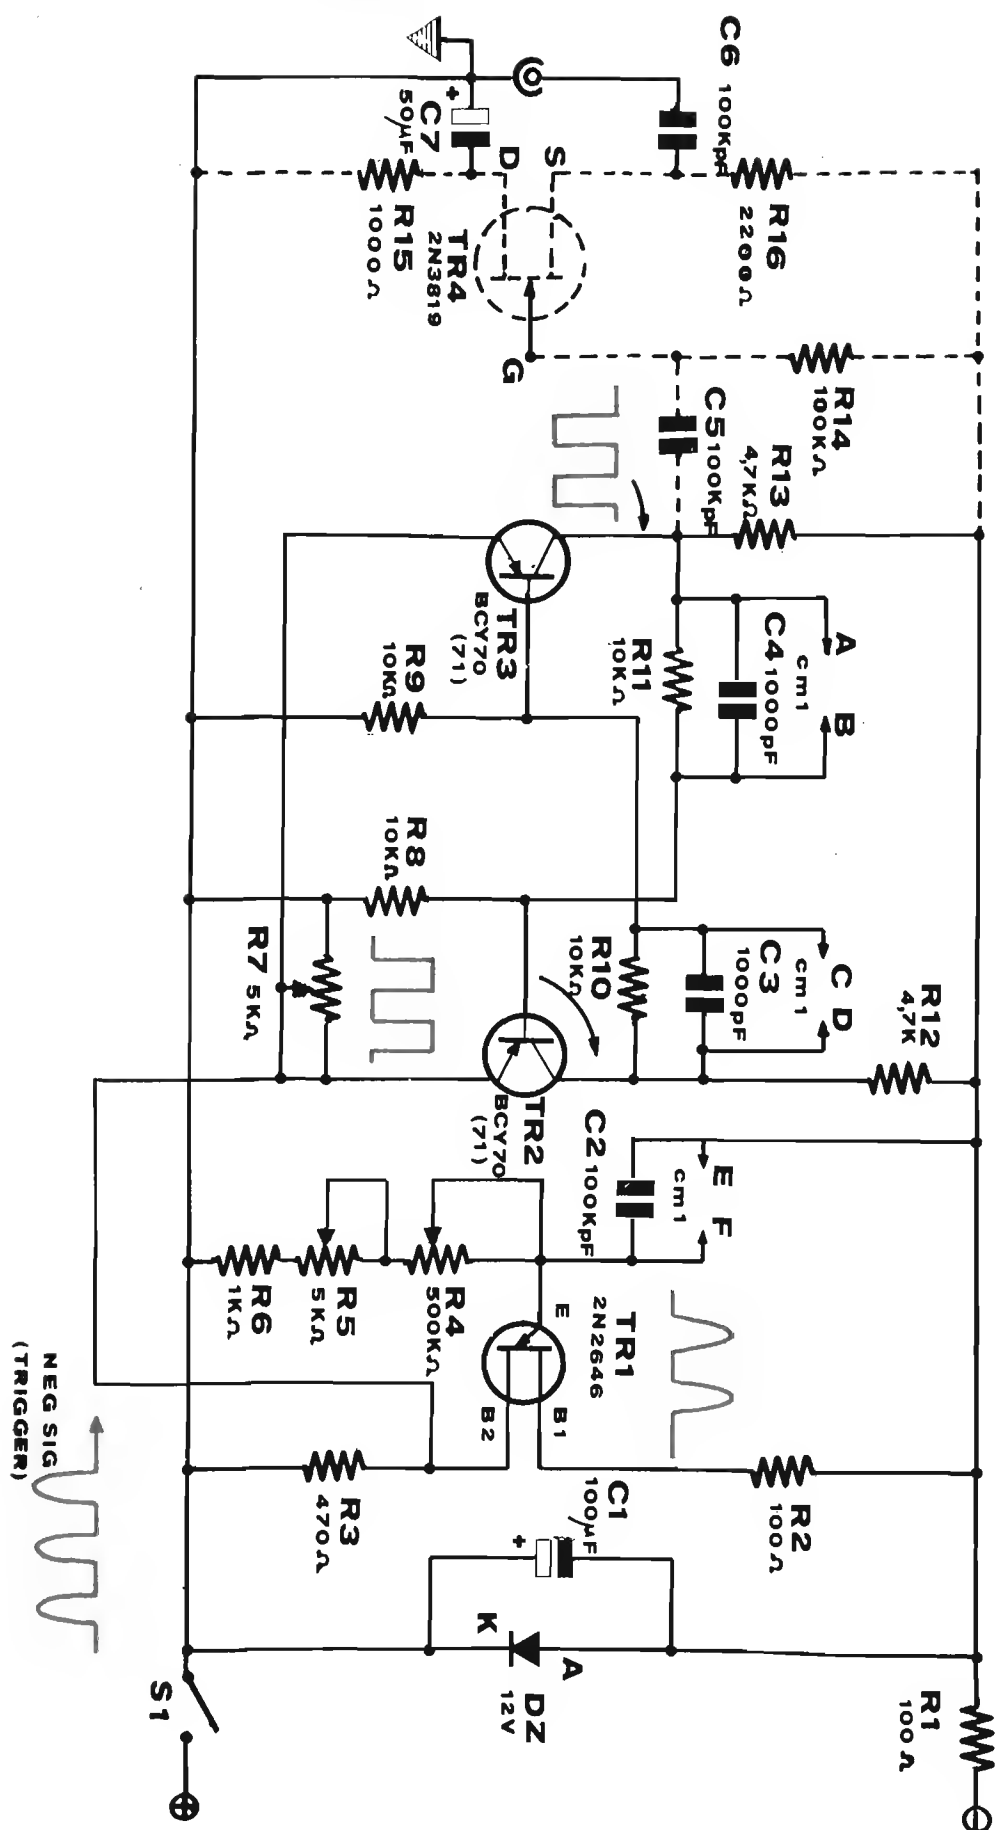 C6 100KpF
+
C7
50µF
D
S
R15
1000Ω
TR4
2N3819
R16
2200Ω
G
C5 100KpF
R14
100KΩ
R13
4,7KΩ
TR3
BCY70
(71)
R9
10KΩ
R11
10KΩ
C4 1000pF
cm1
A B
R8
10KΩ
R7 5KΩ
R10
10KΩ
C3
1000pF
cm1
C D
R12
4,7K
TR2
BCY70
(71)
C2 100KpF
cm1
E F
R6
1KΩ
R5
5KΩ
R4
500KΩ
E
TR1
2N2646
B2
B1
NEG SIG
(TRIGGER)
R3
470Ω
C1
100µF
+
R2
100Ω
K
A
DZ
12V
S1
R1
100Ω